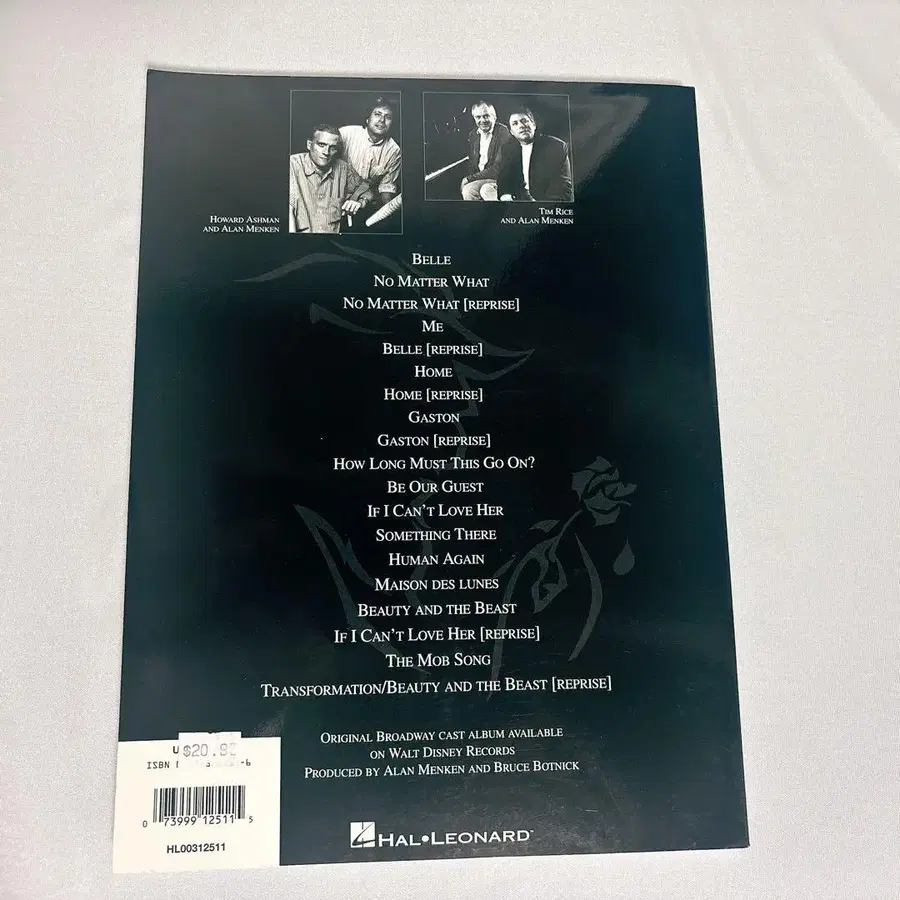 HOWARD ASHMAN
AND ALAN MENKEN
TIM RICE
AND ALAN MENKEN
BELLE
NO MATTER WHAT
NO MATTER WHAT [REPRISE]
ME
BELLE [REPRISE]
HOME
HOME [REPRISE]
GASTON
GASTON [REPRISE]
HOW LONG MUST THIS GO ON?
BE OUR GUEST
IF I CAN'T LOVE HER
SOMETHING THERE
HUMAN AGAIN
MAISON DES LUNES
BEAUTY AND THE BEAST
IF I CAN'T LOVE HER [REPRISE]
THE MOB SONG
TRANSFORMATION/BEAUTY AND THE BEAST [REPRISE]
ORIGINAL BROADWAY CAST ALBUM AVAILABLE
ON WALT DISNEY RECORDS
PRODUCED BY ALAN MENKEN AND BRUCE BOTNICK
U
ISBN
0 73999 12511 5
HL00312511
HAL•LEONARD